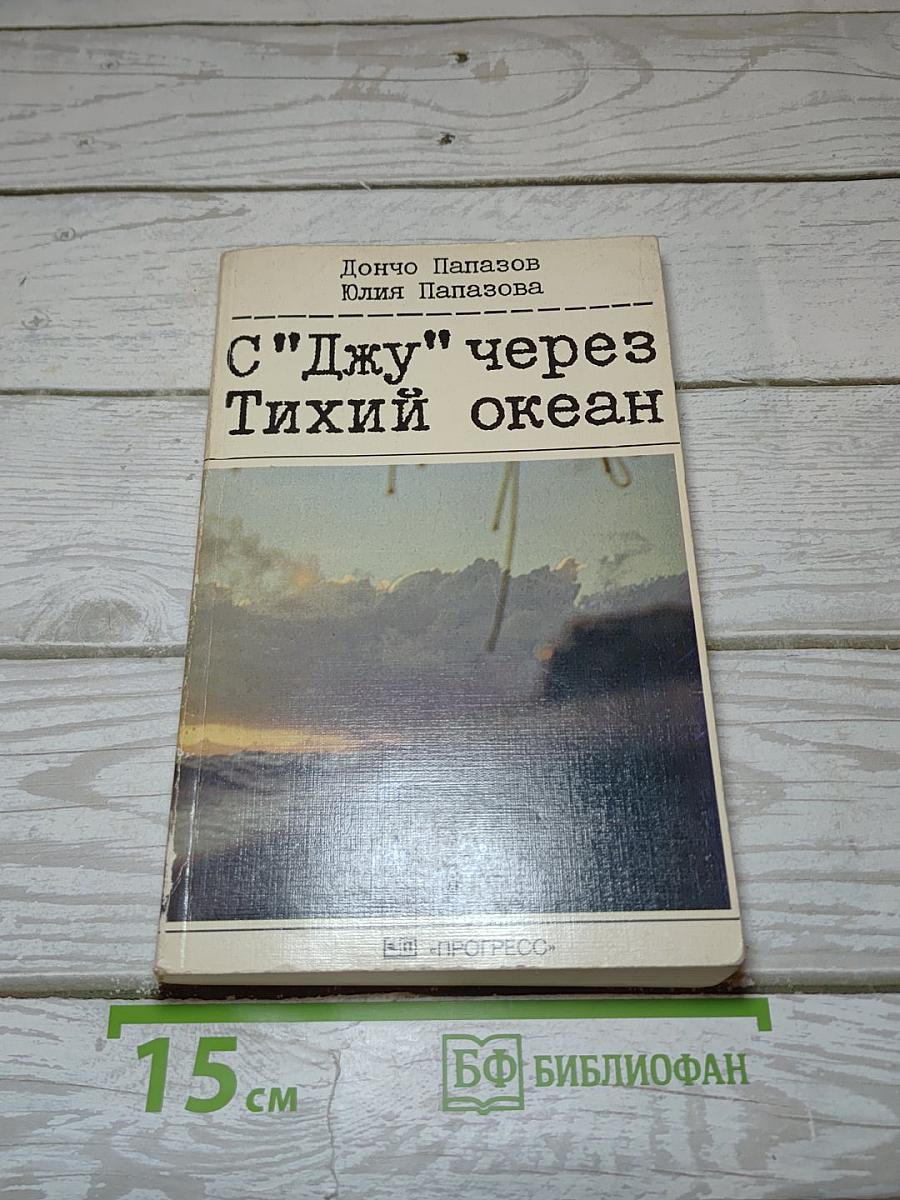 Дончо Папазов
Юлия Папазова
С"Джу" через
Тихий океан
«ПРОГРЕСС»
15 см
БФ БИБЛИОФАН